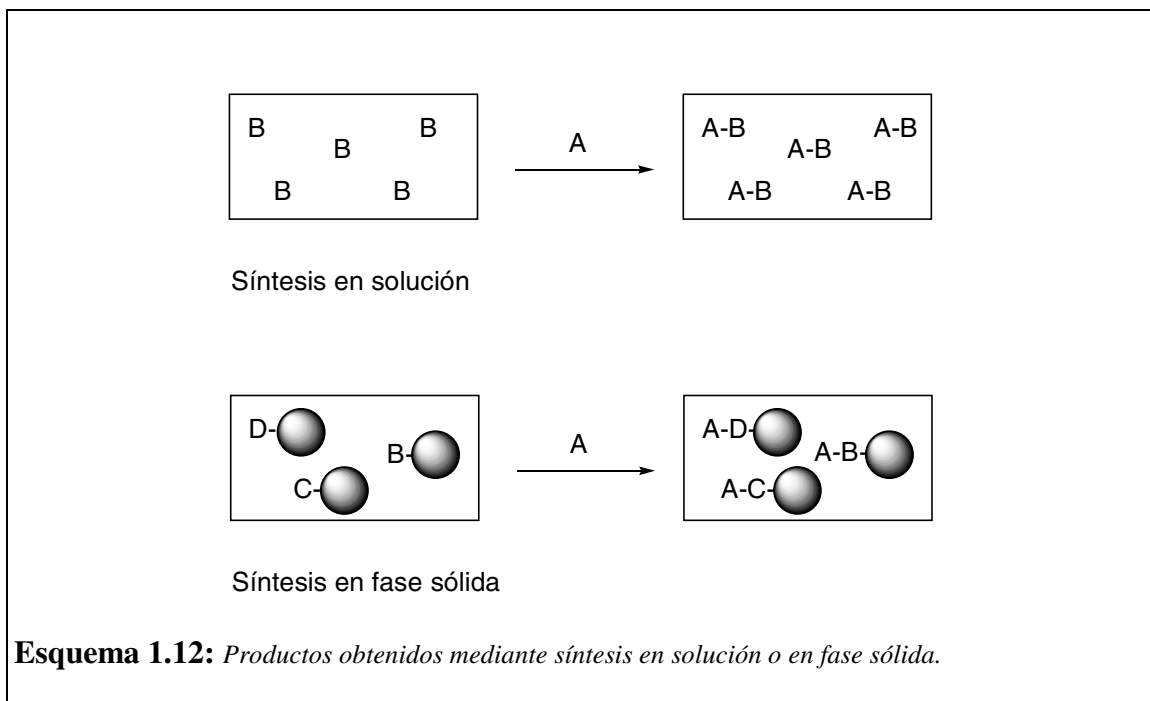 B B B
B B
A
A-B A-B A-B
A-B A-B
Síntesis en solución
D-
B-
C-
A
A-D-
A-B-
A-C-
Síntesis en fase sólida
Esquema 1.12: Productos obtenidos mediante síntesis en solución o en fase sólida.